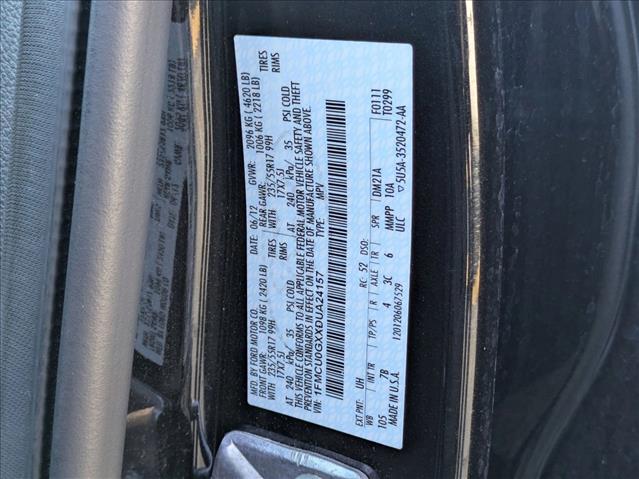 MFD. BY FORD MOTOR CO. DATE: 06/12 GVWR: 2096 KG ( 4620 LB)
FRONT GAWR: 1098 KG ( 2420 LB) REAR GAWR: 1006 KG ( 2218 LB)
WITH 235/55R17 99H TIRES WITH 235/55R17 99H TIRES
17X7.5J RIMS 17X7.5J RIMS
AT 240 kPa/ 35 PSI COLD AT 240 kPa/ 35 PSI COLD
THIS VEHICLE CONFORMS TO ALL APPLICABLE FEDERAL MOTOR VEHICLE SAFETY AND THEFT
PREVENTION STANDARDS IN EFFECT ON THE DATE OF MANUFACTURE SHOWN ABOVE.
VIN: 1FMCU0GXXDUA24157 TYPE: MPV
F0111
T0299
EXT PNT: UH RC: 52 DSO:
WB INT TR TP/PS R AXLE TR SPR DM21A
105 7B 4 3C 6 MMPP 10A
MADE IN U.S.A. ULC
1201206067529 5U5A-3520472-AA